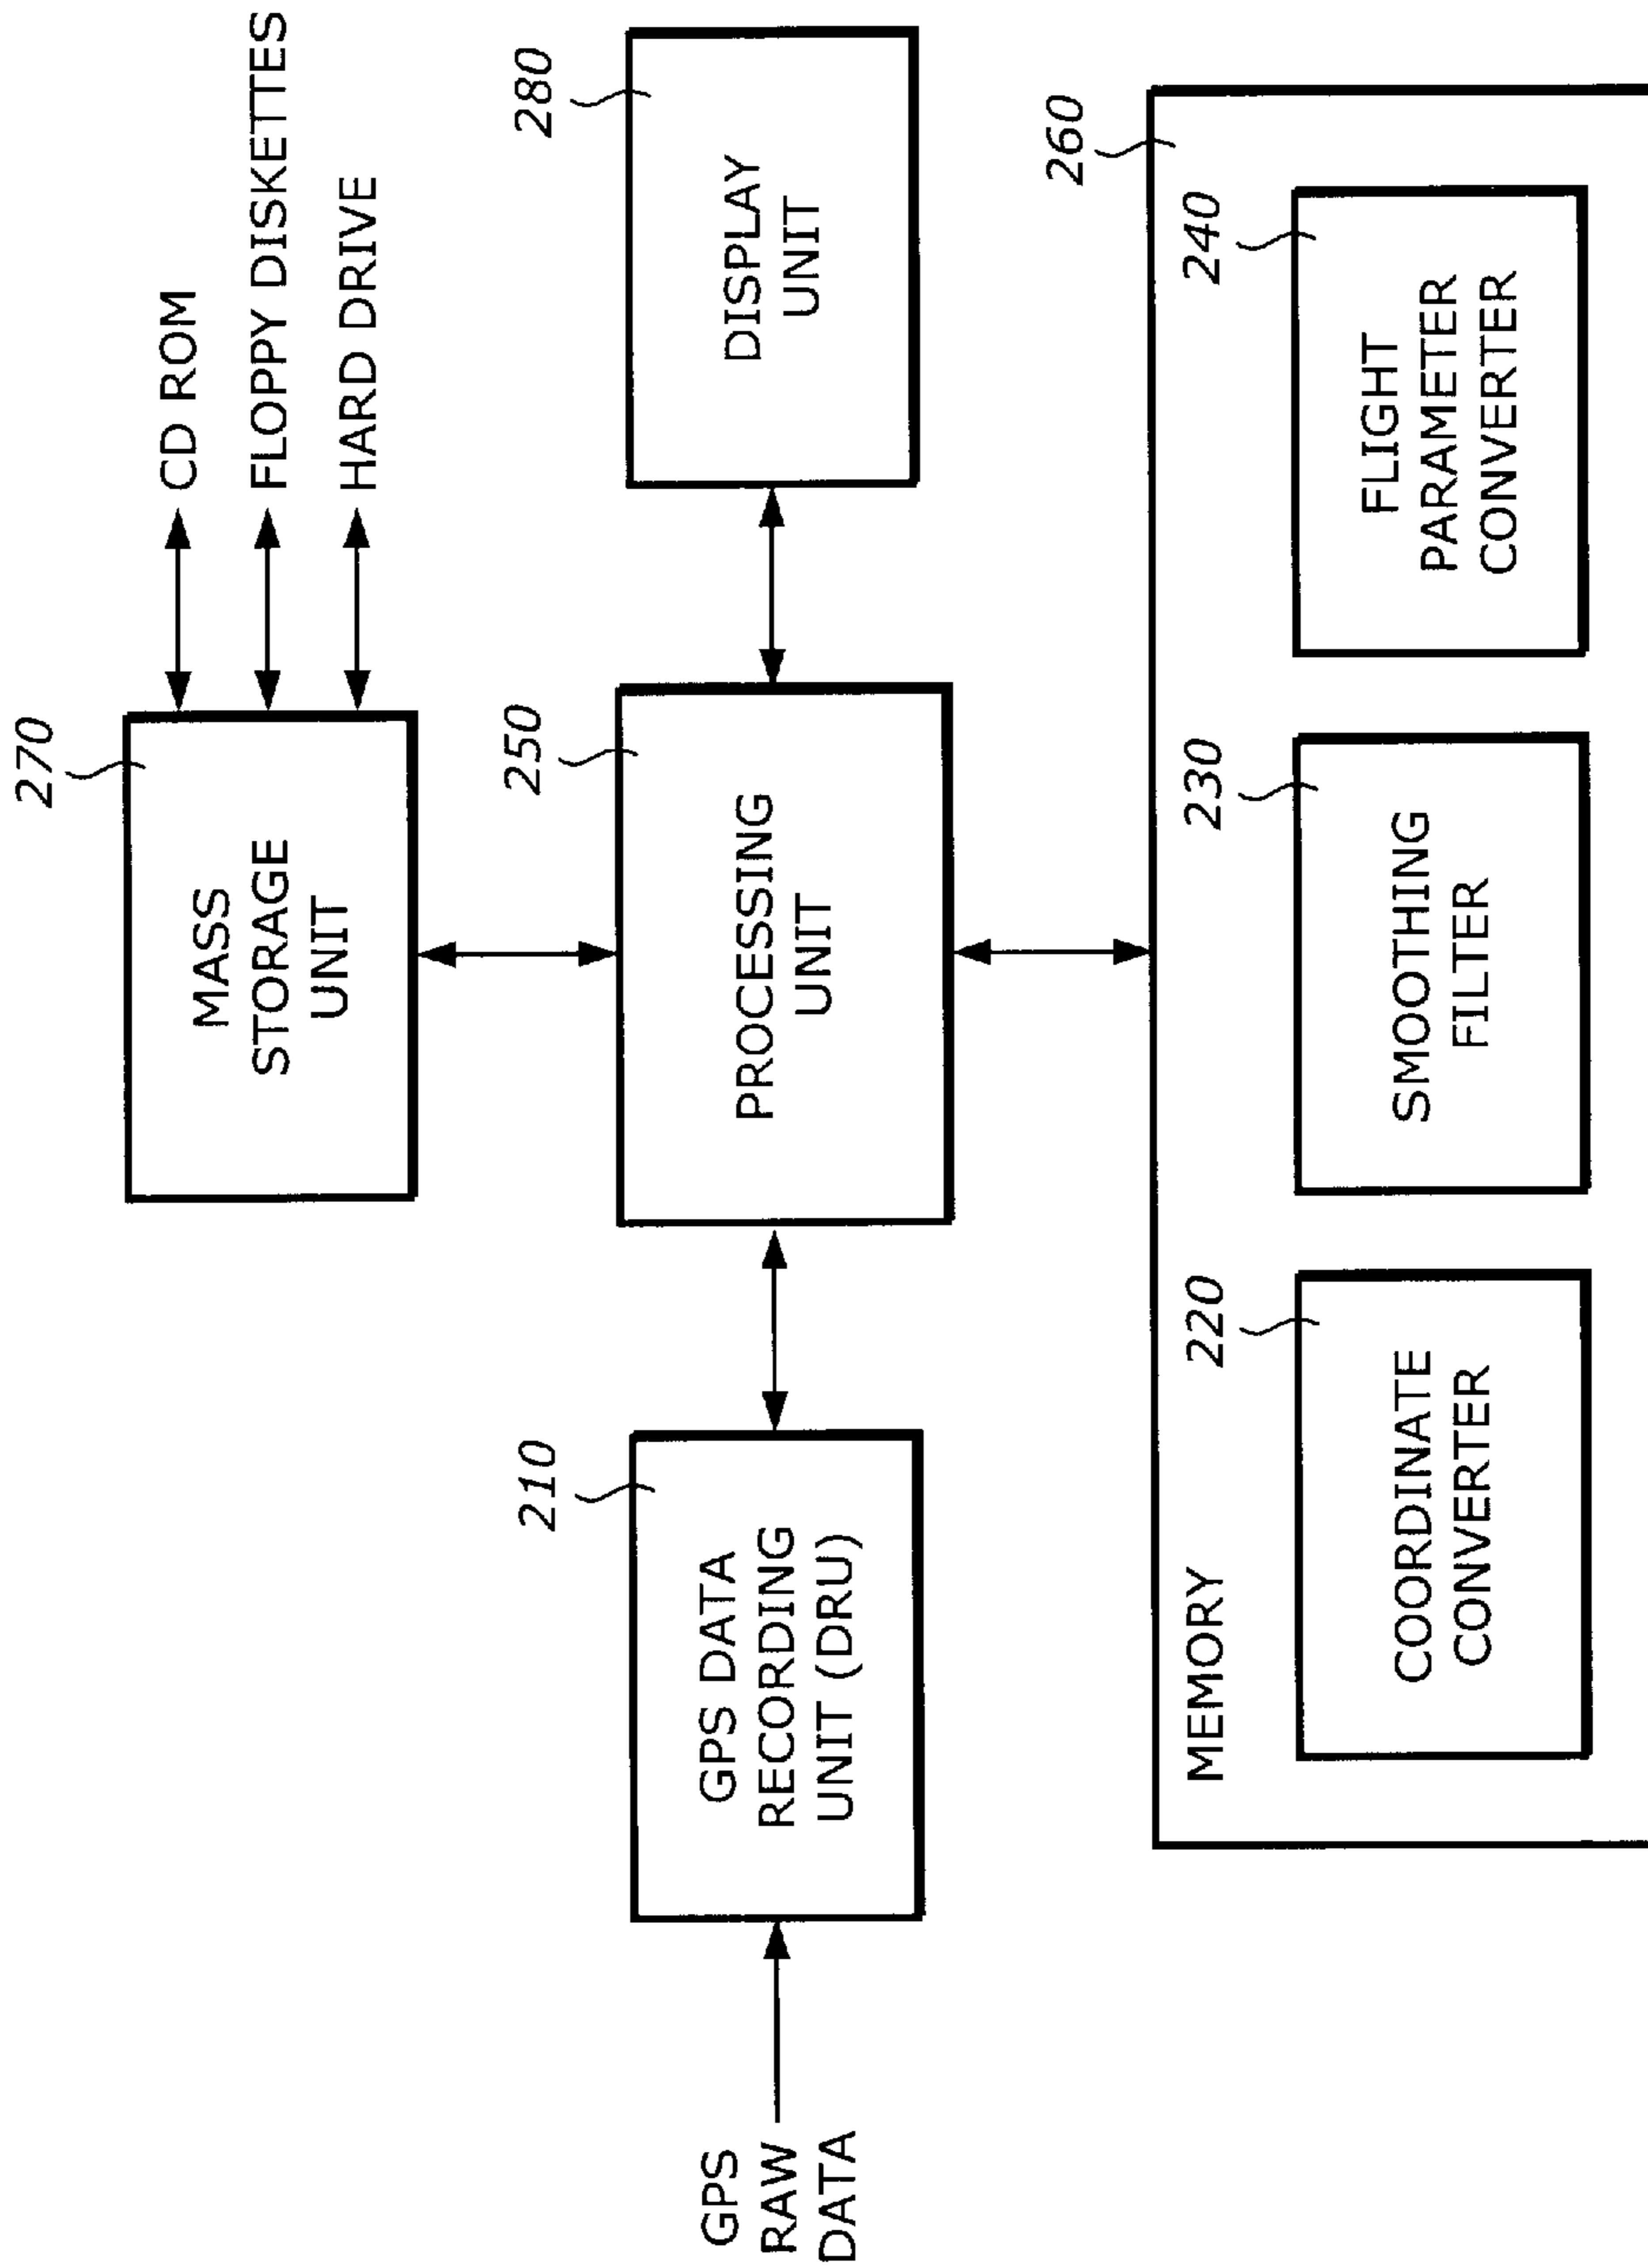 270
MASS
STORAGE
UNIT
CD ROM
FLOPPY DISKETTES
HARD DRIVE
GPS
RAW
DATA
210
GPS DATA
RECORDING
UNIT (DRU)
250
PROCESSING
UNIT
280
DISPLAY
UNIT
260
MEMORY
220
COORDINATE
CONVERTER
230
SMOOTHING
FILTER
240
FLIGHT
PARAMETER
CONVERTER